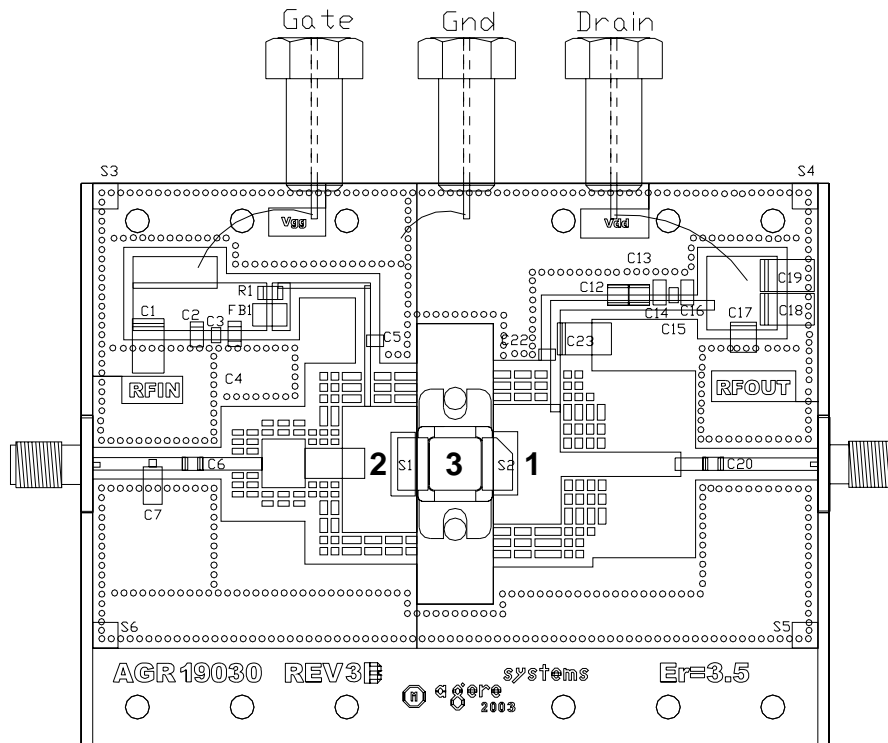 Gate Gnd Drain
S3 S4
Vgg Vdd
C13
R1 C12 C19
FB1 C14 C16 C18
C1 C2 C3 C15 C17
C5 C22 C23
C4
RFIN RFOUT
2 S1 3 S2 1
C6 C20
C7
S6 S5
AGR19030 REV3B systems Er=3.5
M agere
2003